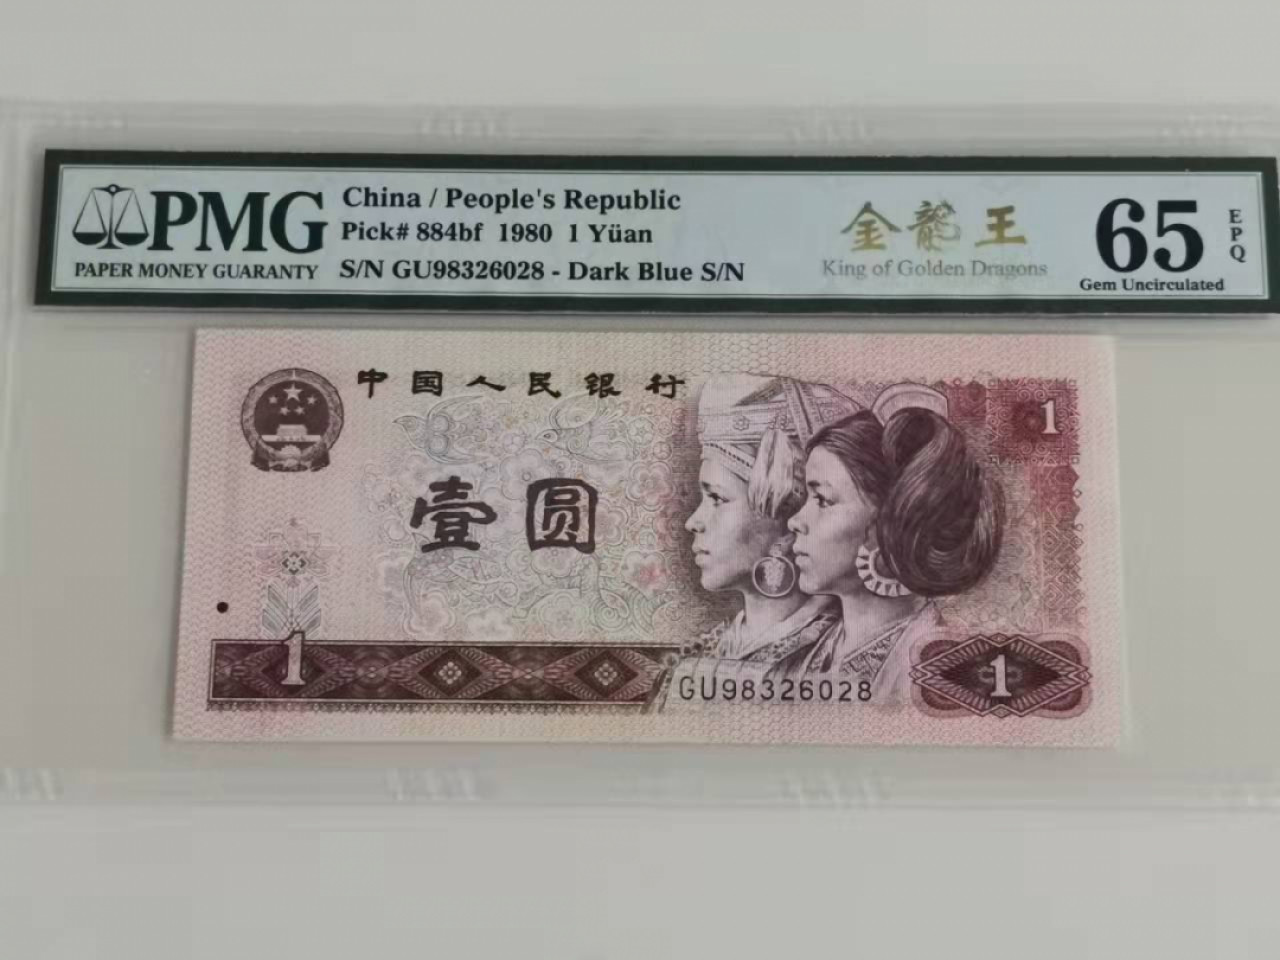 PMG
PAPER MONEY GUARANTY
China / People's Republic
Pick# 884bf 1980 1 Yüan
S/N GU98326028 - Dark Blue S/N
金龍王
King of Golden Dragons
65
EPQ
Gem Uncirculated
中国人民银行
1
壹圆
1
GU98326028
1